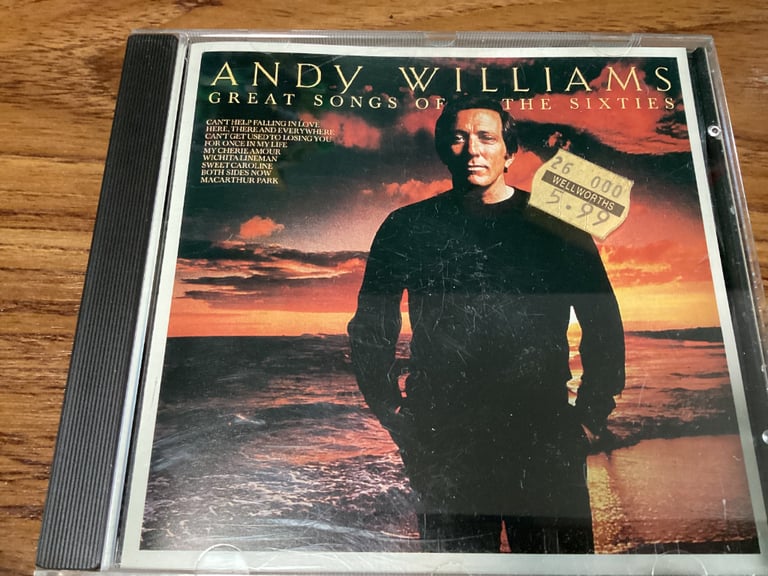 ANDY WILLIAMS
GREAT SONGS OF THE SIXTIES
CAN'T HELP FALLING IN LOVE
HERE, THERE AND EVERYWHERE
CAN'T GET USED TO LOSING YOU
FOR ONCE IN MY LIFE
MY CHERIE AMOUR
WICHITA LINEMAN
SWEET CAROLINE
BOTH SIDES NOW
MACARTHUR PARK
26 000
WELLWORTHS
5.99